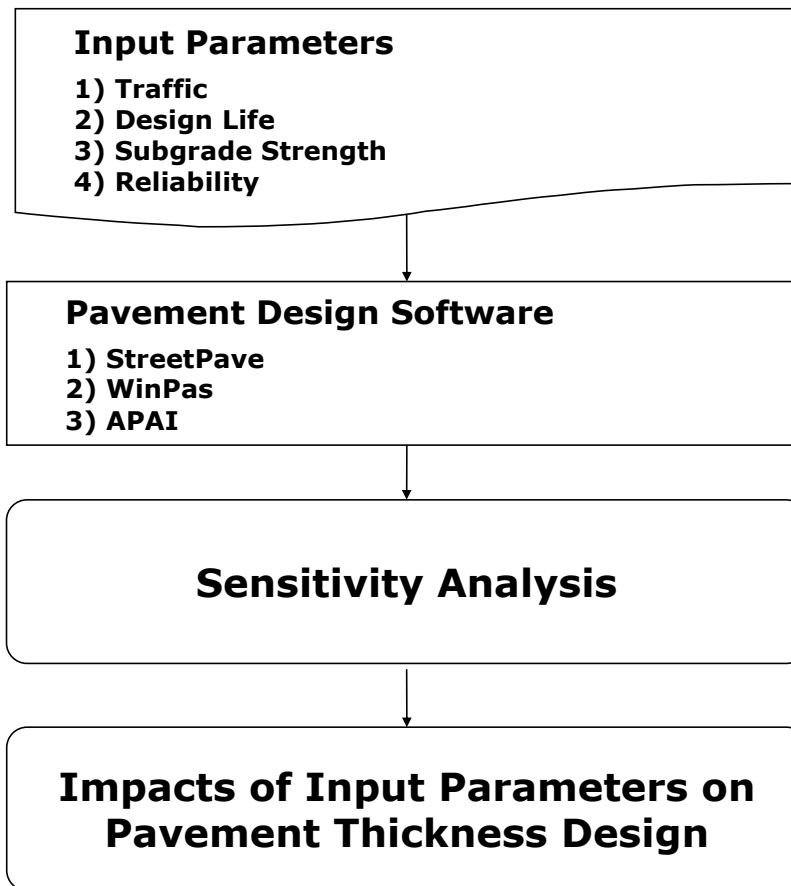 Input Parameters
1) Traffic
2) Design Life
3) Subgrade Strength
4) Reliability
Pavement Design Software
1) StreetPave
2) WinPas
3) APAI
Sensitivity Analysis
Impacts of Input Parameters on
Pavement Thickness Design